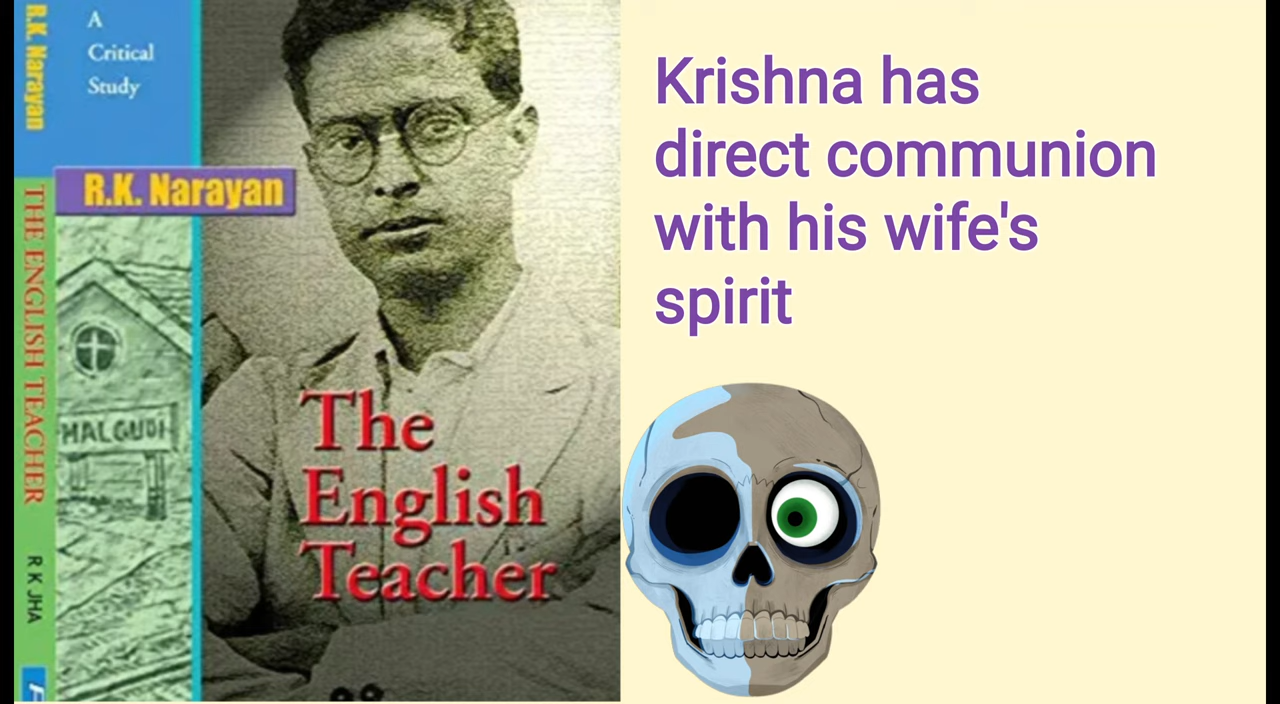 R.K. Narayan
THE ENGLISH TEACHER
R K JHA
A
Critical
Study
R.K. Narayan
MALGUDI
The
English
Teacher
Krishna has
direct communion
with his wife's
spirit